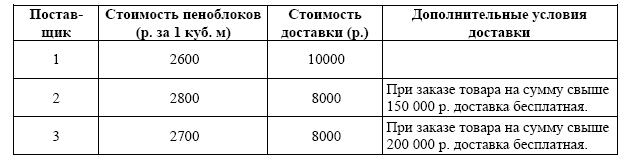 Постав-
щик
Стоимость пеноблоков
(р. за 1 куб. м)
Стоимость
доставки (р.)
Дополнительные условия
доставки
1
2600
10000
2
2800
8000
При заказе товара на сумму свыше
150 000 р. доставка бесплатная.
3
2700
8000
При заказе товара на сумму свыше
200 000 р. доставка бесплатная.